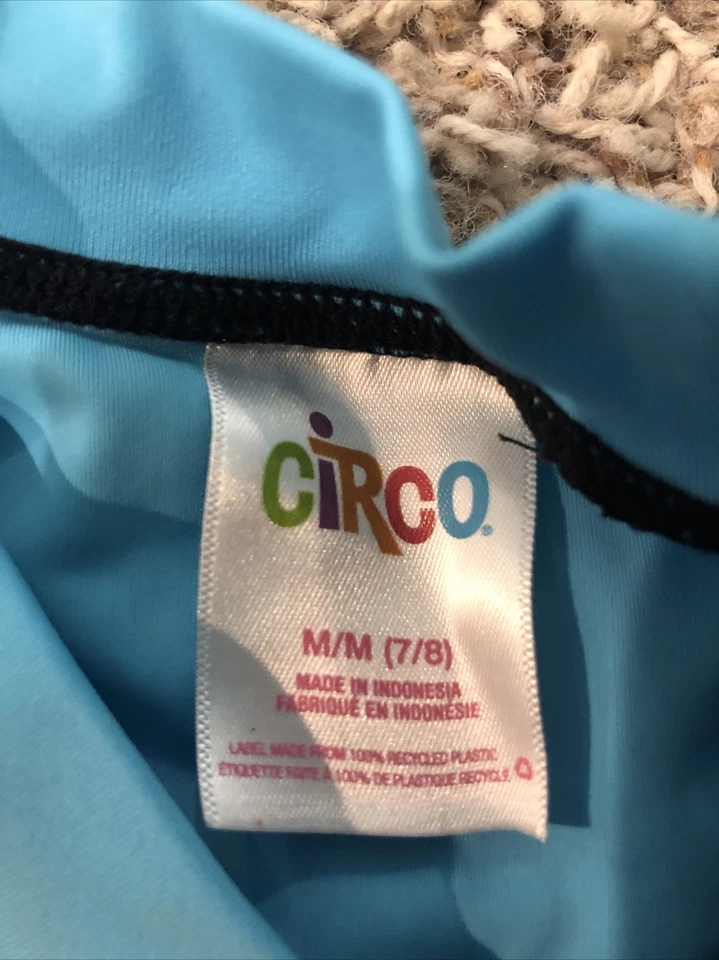 CiRCO®
M/M (7/8)
MADE IN INDONESIA
FABRIQUÉ EN INDONÉSIE
LABEL MADE FROM 100% RECYCLED PLASTIC
ÉTIQUETTE FAITE À 100% DE PLASTIQUE RECYCLÉ